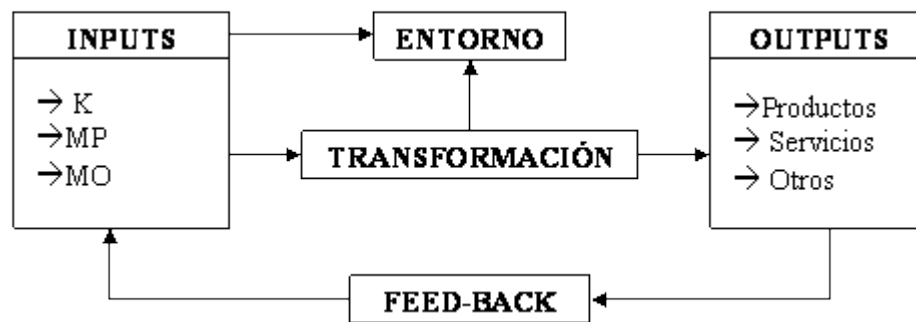 INPUTS
→ K
→ MP
→ MO
ENTORNO
TRANSFORMACIÓN
OUTPUTS
→ Productos
→ Servicios
→ Otros
FEED-BACK